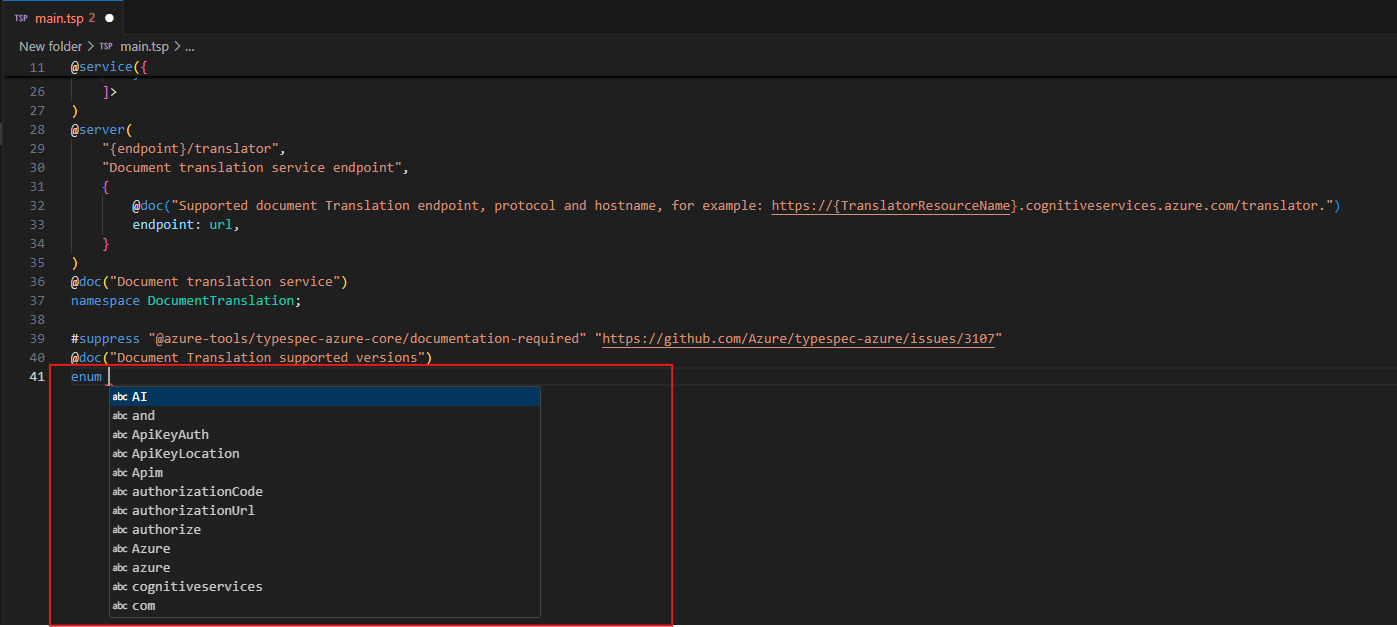 TSP main.tsp 2
New folder > TSP main.tsp > ...
11 @service({
26 ]>
27 )
28 @server(
29 "{endpoint}/translator",
30 "Document translation service endpoint",
31 {
32 @doc("Supported document Translation endpoint, protocol and hostname, for example: https://{TranslatorResourceName}.cognitiveservices.azure.com/translator.")
33 endpoint: url,
34 }
35 )
36 @doc("Document translation service")
37 namespace DocumentTranslation;
38
39 #suppress "@azure-tools/typespec-azure-core/documentation-required" "https://github.com/Azure/typespec-azure/issues/3107"
40 @doc("Document Translation supported versions")
41 enum
abc AI
abc and
abc ApiKeyAuth
abc ApiKeyLocation
abc Apim
abc authorizationCode
abc authorizationUrl
abc authorize
abc Azure
abc azure
abc cognitiveservices
abc com